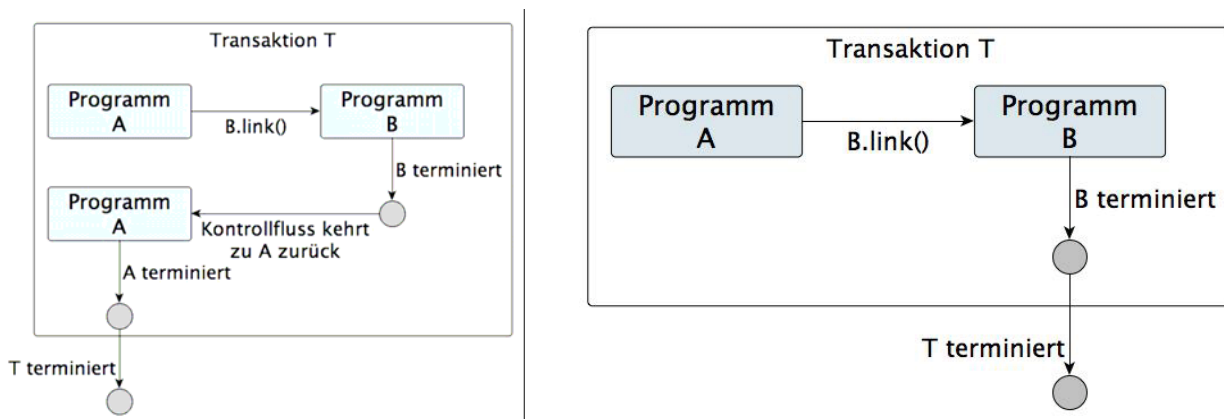 Transaktion T
Programm
A
B.link()
Programm
B
B terminiert
Programm
A
Kontrollfluss kehrt
zu A zurück
A terminiert
T terminiert
Transaktion T
Programm
A
B.link()
Programm
B
B terminiert
T terminiert